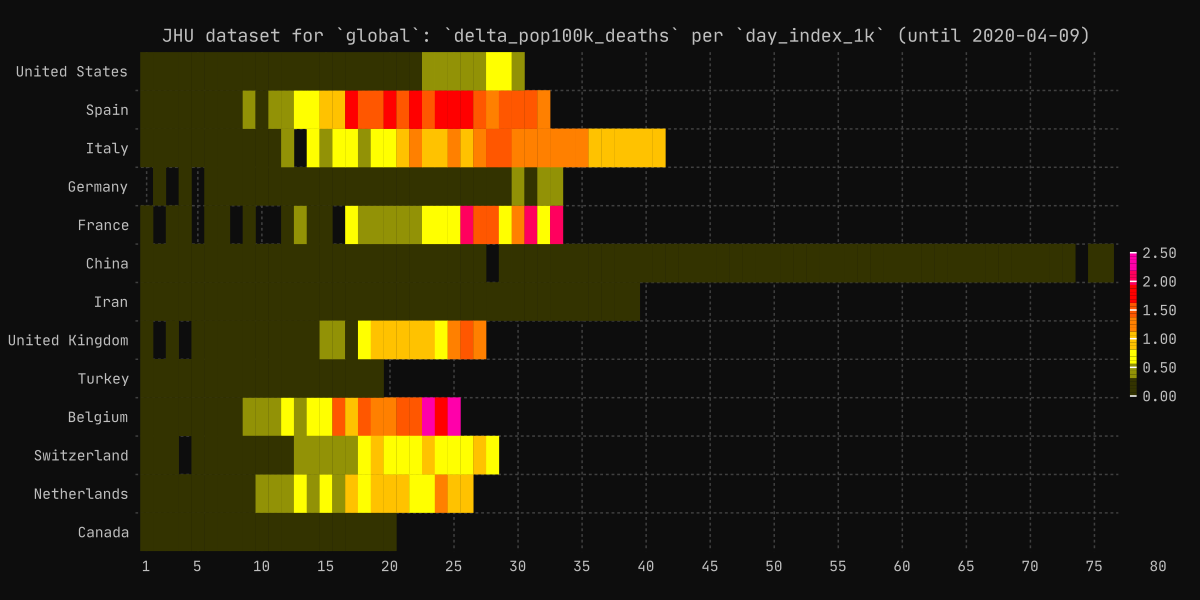 JHU dataset for `global`: `delta_pop100k_deaths` per `day_index_1k` (until 2020-04-09)
United States
Spain
Italy
Germany
France
China
Iran
United Kingdom
Turkey
Belgium
Switzerland
Netherlands
Canada
2.50
2.00
1.50
1.00
0.50
0.00
1 5 10 15 20 25 30 35 40 45 50 55 60 65 70 75 80